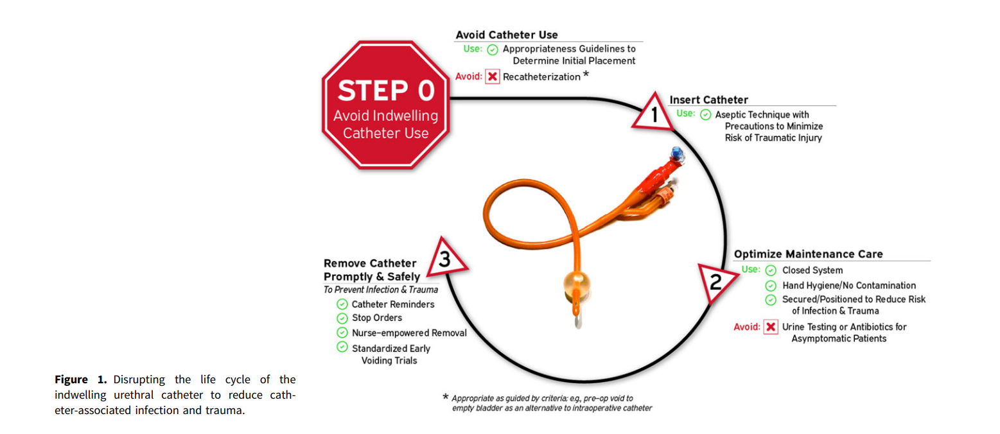 STEP 0
Avoid Indwelling
Catheter Use
Avoid Catheter Use
Use: Appropriateness Guidelines to
Determine Initial Placement
Avoid: Recatheterization *
1
Insert Catheter
Use: Aseptic Technique with
Precautions to Minimize
Risk of Traumatic Injury
2
Optimize Maintenance Care
Use: Closed System
Hand Hygiene/No Contamination
Secured/Positioned to Reduce Risk
of Infection & Trauma
Avoid: Urine Testing or Antibiotics for
Asymptomatic Patients
3
Remove Catheter
Promptly & Safely
To Prevent Infection & Trauma
Catheter Reminders
Stop Orders
Nurse-empowered Removal
Standardized Early
Voiding Trials
* Appropriate as guided by criteria; e.g., pre-op void to
empty bladder as an alternative to intraoperative catheter
Figure 1. Disrupting the life cycle of the
indwelling urethral catheter to reduce cath-
eter-associated infection and trauma.